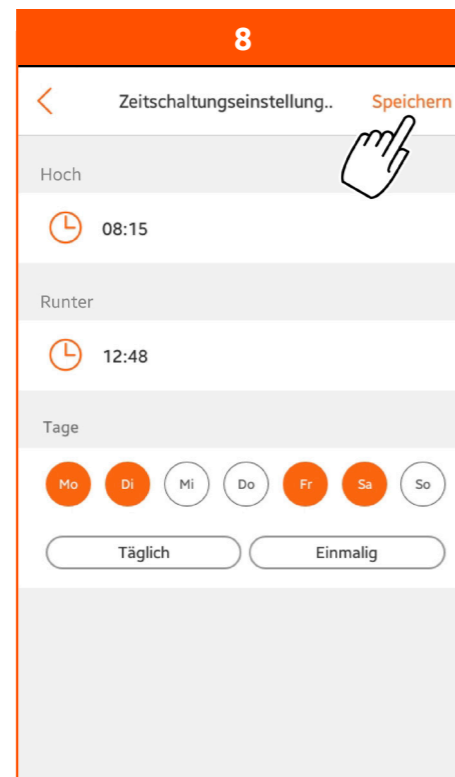 8
Zeitschaltungseinstellung.. Speichern
Hoch
08:15
Runter
12:48
Tage
Mo Di Mi Do Fr Sa So
Täglich Einmalig